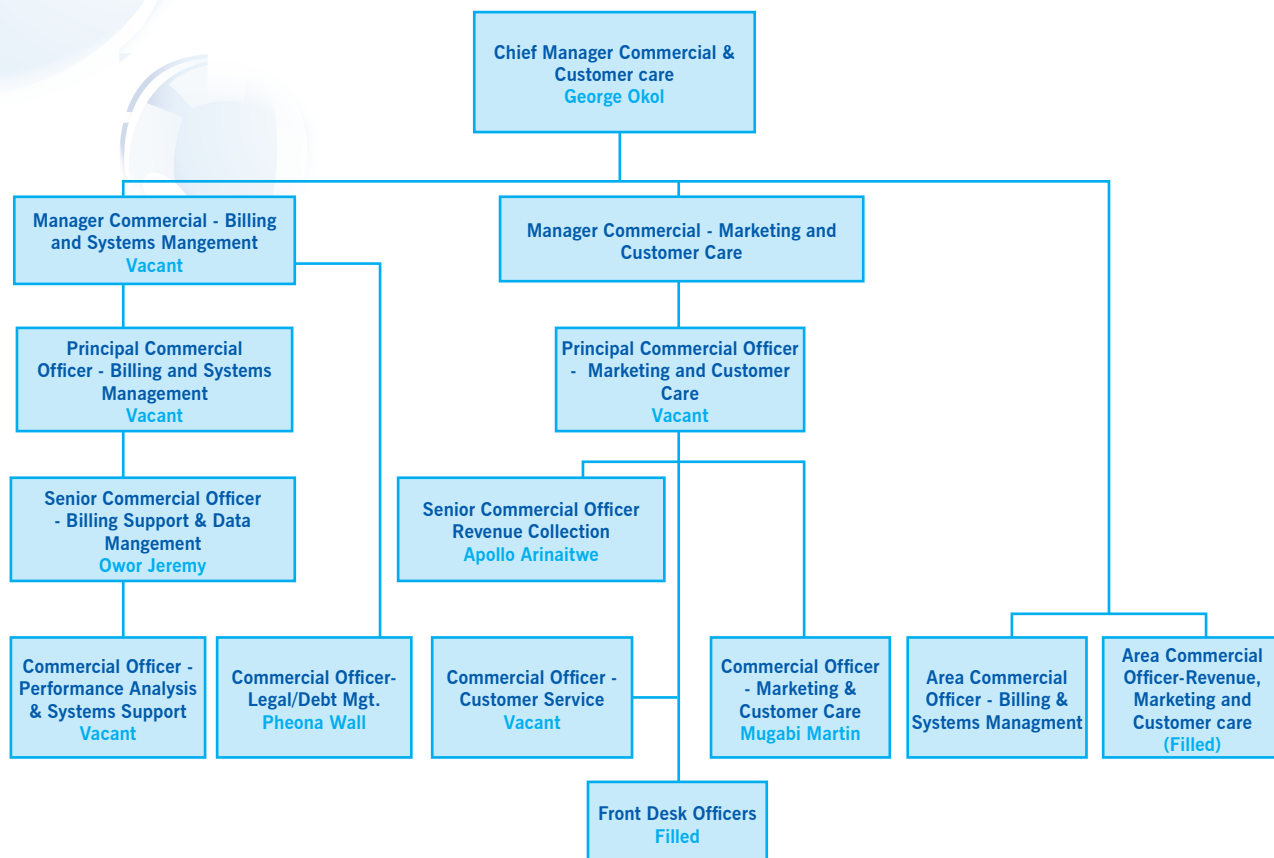 Chief Manager Commercial &
Customer care
George Okol
Manager Commercial - Billing
and Systems Mangement
Vacant
Manager Commercial - Marketing and
Customer Care
Principal Commercial
Officer - Billing and Systems
Management
Vacant
Principal Commercial Officer
- Marketing and Customer
Care
Vacant
Senior Commercial Officer
- Billing Support & Data
Mangement
Owor Jeremy
Senior Commercial Officer
Revenue Collection
Apollo Arinaitwe
Commercial Officer -
Performance Analysis
& Systems Support
Vacant
Commercial Officer-
Legal/Debt Mgt.
Pheona Wall
Commercial Officer -
Customer Service
Vacant
Commercial Officer
- Marketing &
Customer Care
Mugabi Martin
Area Commercial
Officer - Billing &
Systems Managment
Area Commercial
Officer-Revenue,
Marketing and
Customer care
(Filled)
Front Desk Officers
Filled